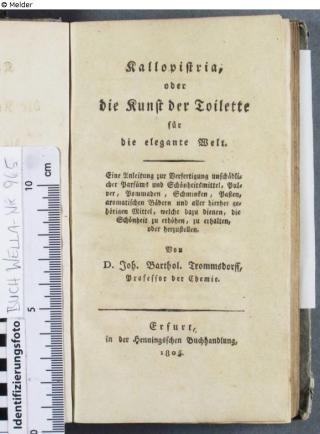 © Melder
Kallopistria,
oder
die Kunst der Toilette
für
die elegante Welt.
Eine Anleitung zur Verfertigung unschädli-
cher Parfüms und Schönheitsmittel, Pul-
ver, Pommaden, Schminken, Pasten,
aromatischen Bädern und aller hierher ge-
hörigen Mittel, welche dazu dienen, die
Schönheit zu erhöhen, zu erhalten,
oder herzustellen.
Von
D. Joh. Barthol. Trommsdorff,
Professor der Chemie.
Erfurt,
in der Henningsschen Buchhandlung,
BUCH WELLA-NR 965
Identifizierungsfoto
10
5
0
cm